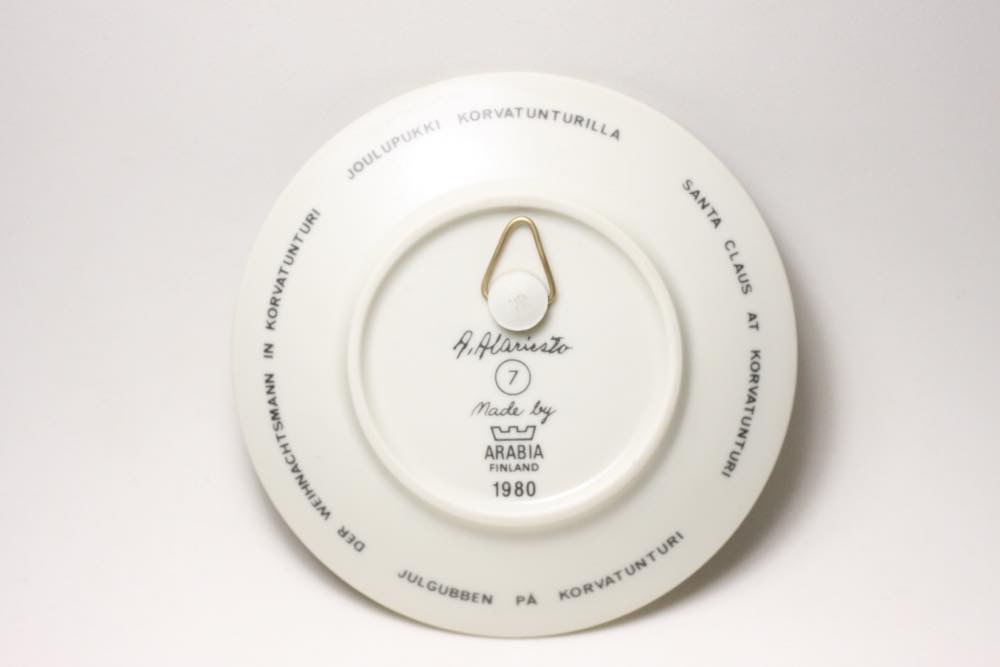 JOULUPUKKI KORVATUNTURILLA
SANTA CLAUS AT KORVATUNTURI
JULGUBBEN PÅ KORVATUNTURI
DER WEIHNACHTSMANN IN KORVATUNTURI
A. Alariesto
7
Made by
ARABIA
FINLAND
1980